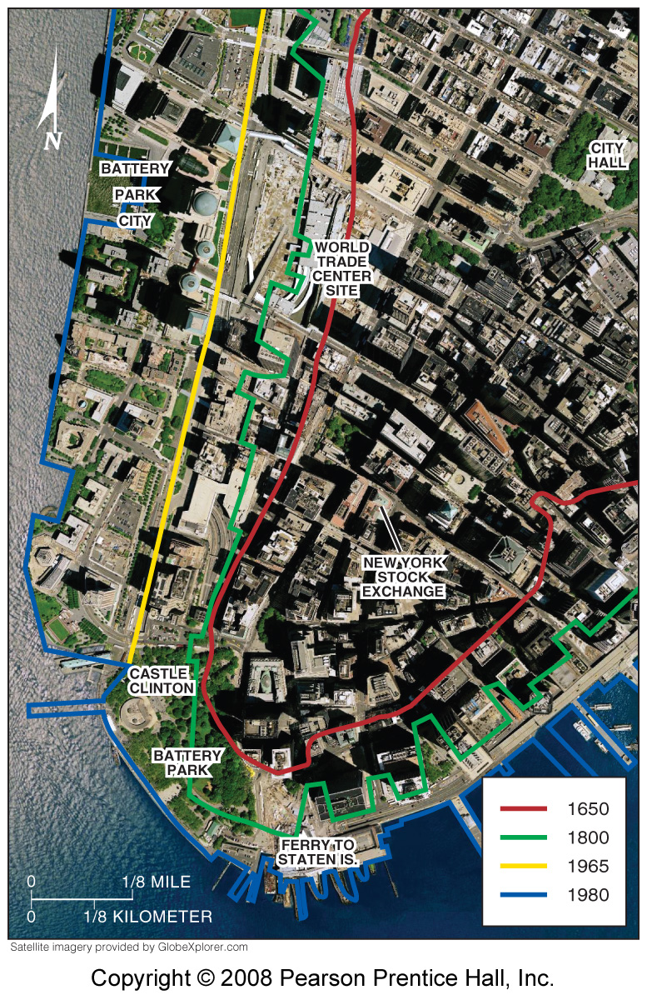 N
BATTERY
PARK
CITY
CITY
HALL
WORLD
TRADE
CENTER
SITE
NEW YORK
STOCK
EXCHANGE
CASTLE
CLINTON
BATTERY
PARK
FERRY TO
STATEN IS.
1650
1800
1965
1980
0 1/8 MILE
0 1/8 KILOMETER
Satellite imagery provided by GlobeXplorer.com
Copyright © 2008 Pearson Prentice Hall, Inc.